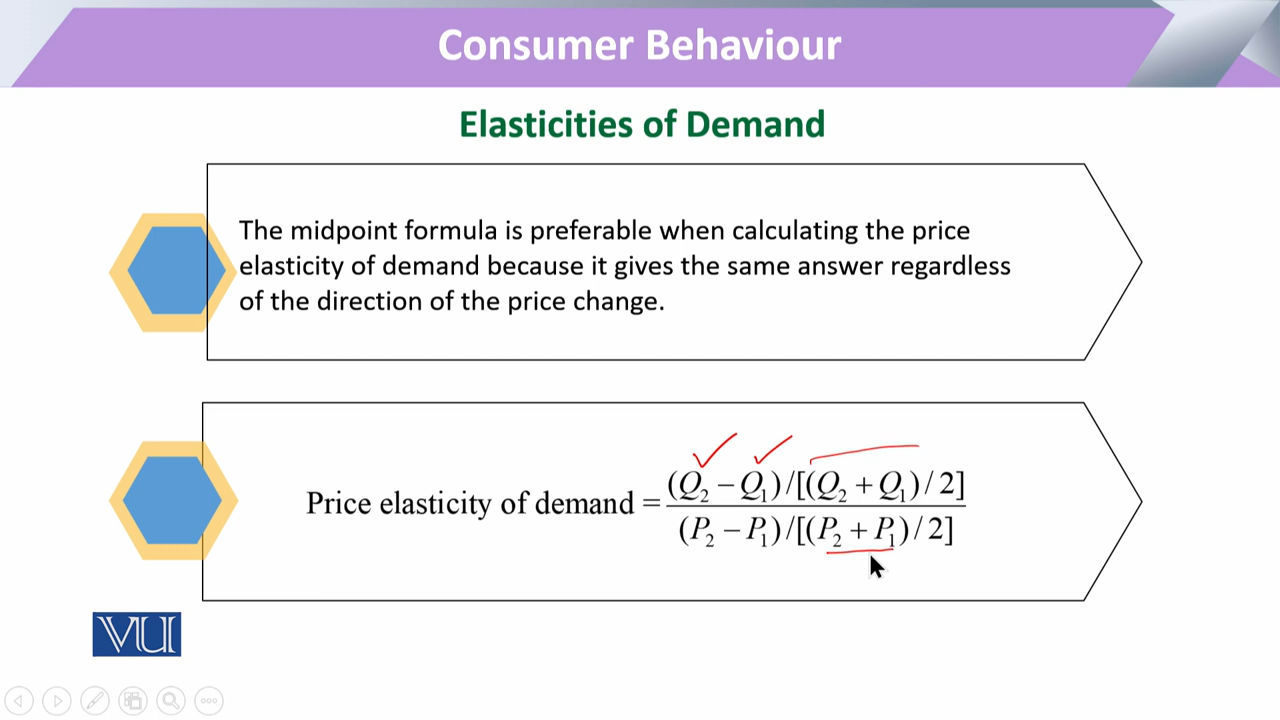 Consumer Behaviour
Elasticities of Demand
The midpoint formula is preferable when calculating the price
elasticity of demand because it gives the same answer regardless
of the direction of the price change.
Price elasticity of demand = (Q₂ − Q₁)/[(Q₂ + Q₁)/2]
(P₂ − P₁)/[(P₂ + P₁)/2]
VU